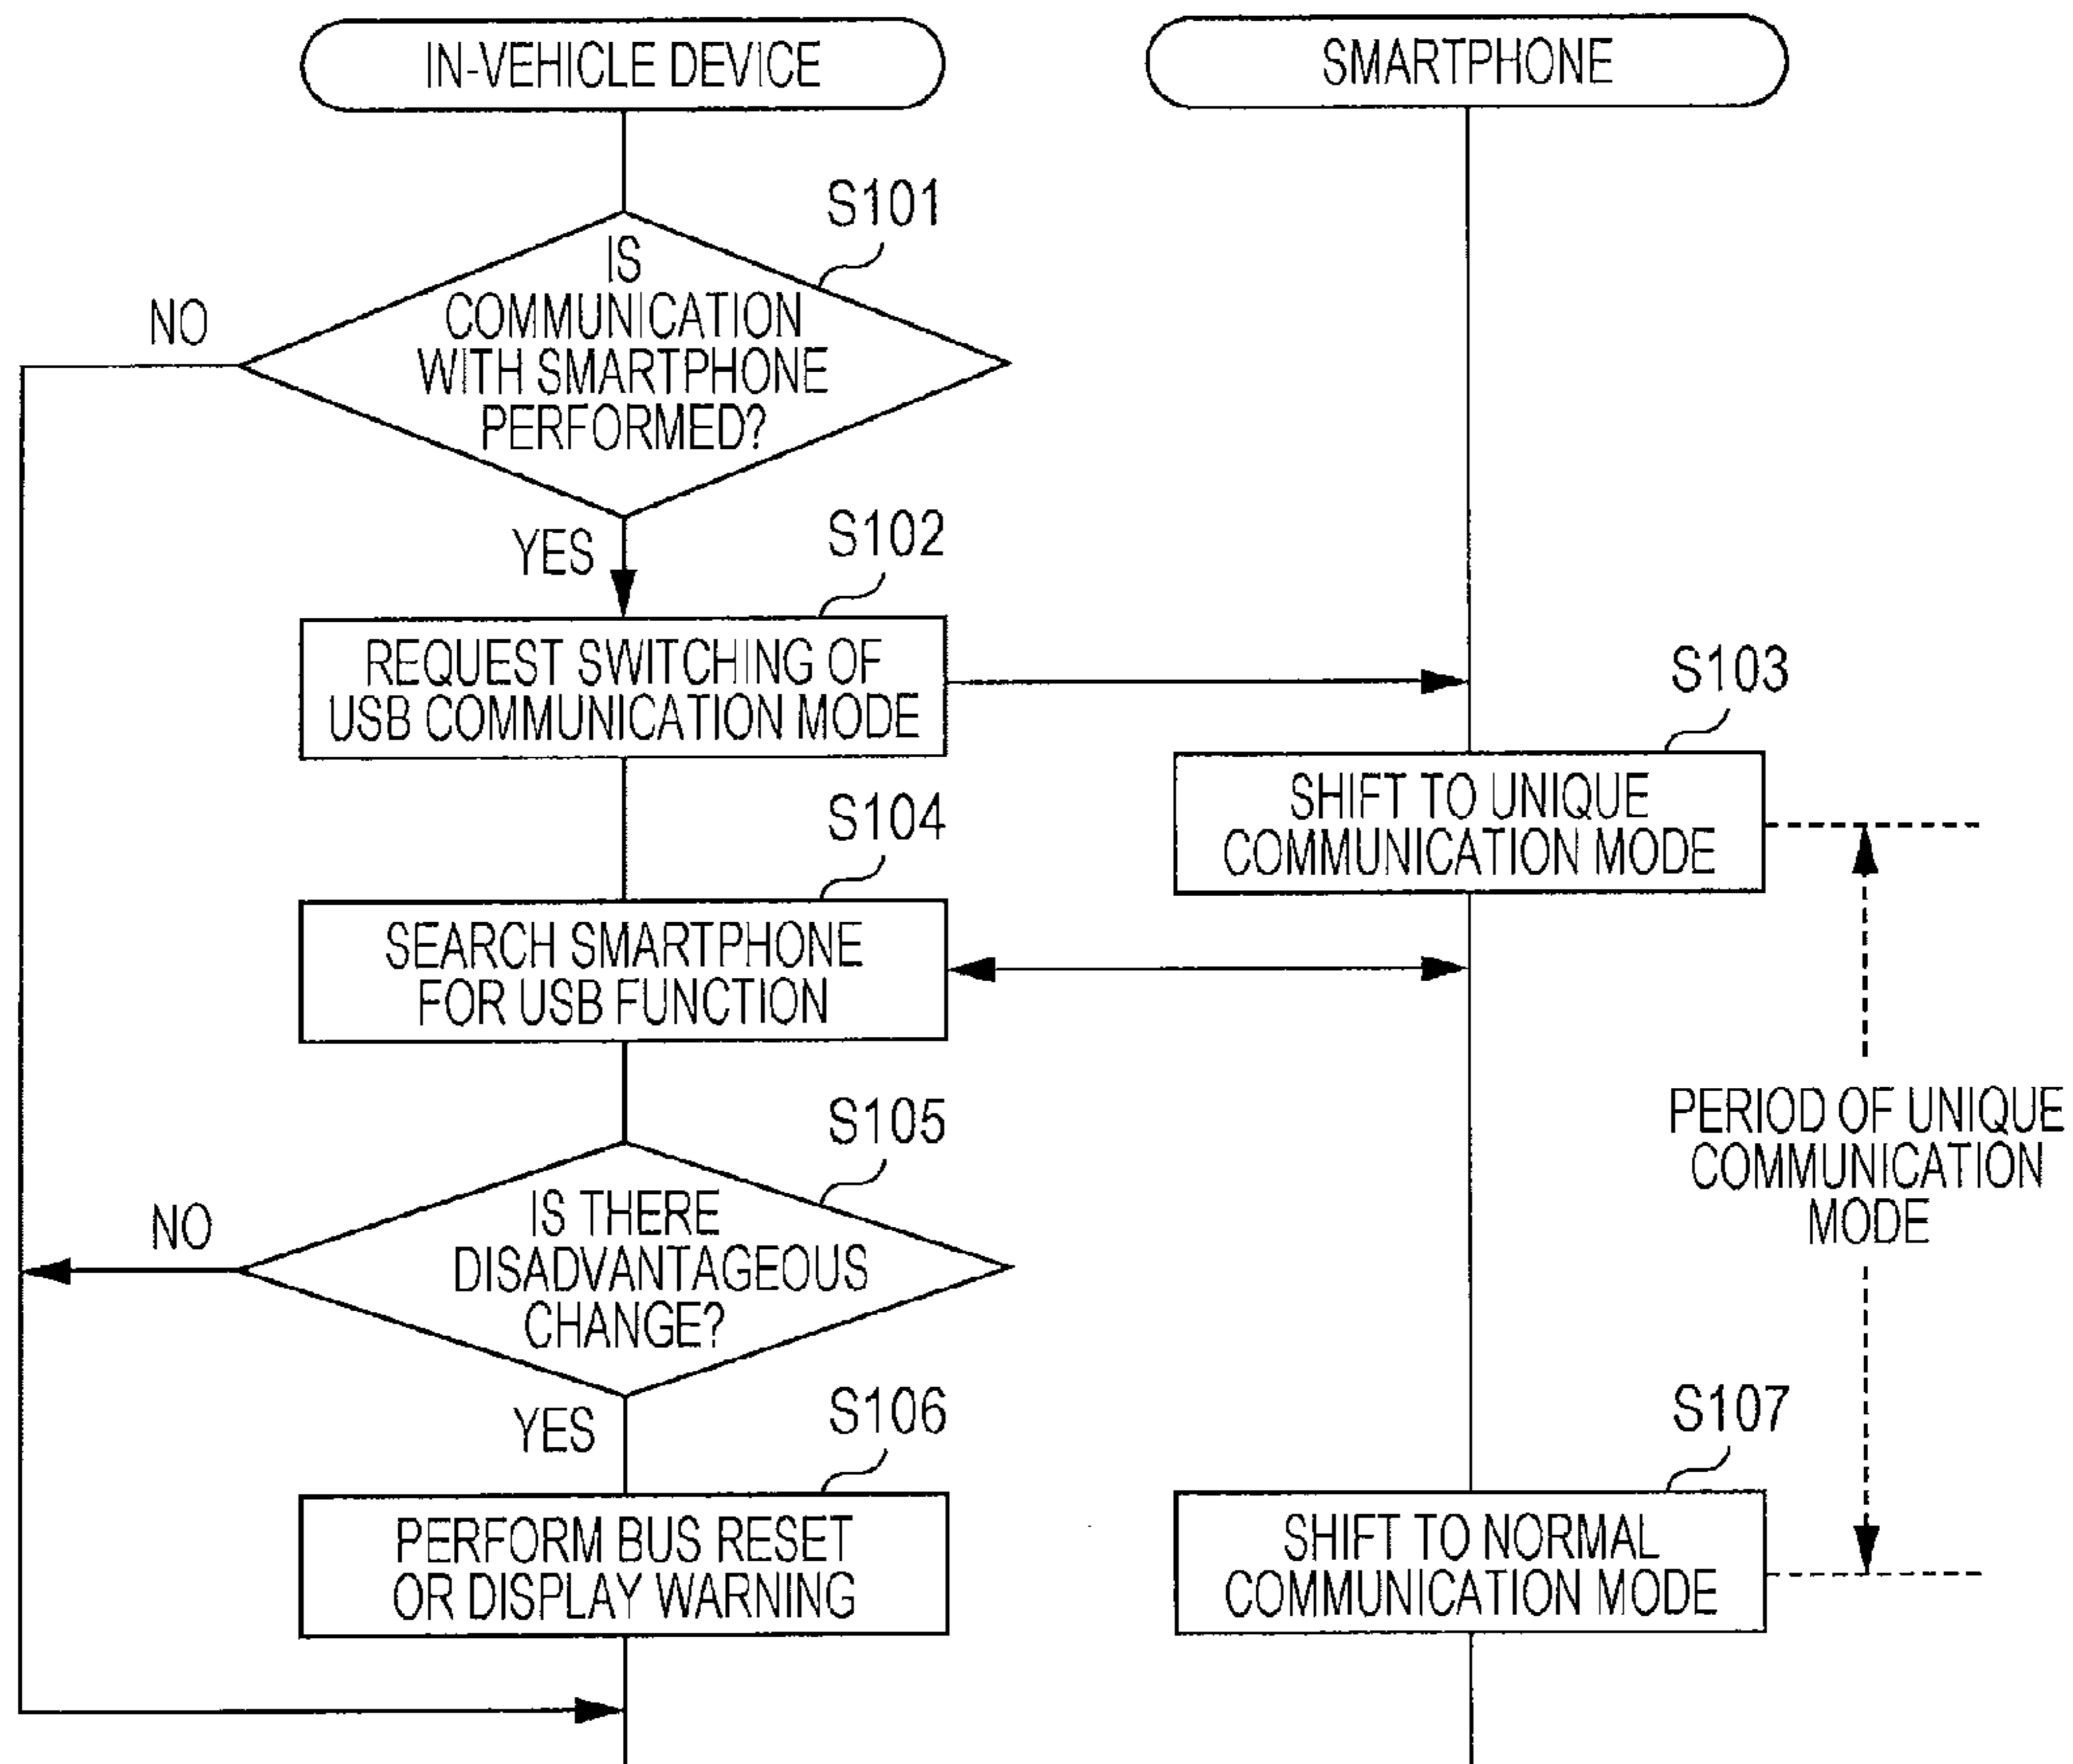 IN-VEHICLE DEVICE
SMARTPHONE
S101
IS
COMMUNICATION
WITH SMARTPHONE
PERFORMED?
NO
YES
S102
REQUEST SWITCHING OF
USB COMMUNICATION MODE
S103
SHIFT TO UNIQUE
COMMUNICATION MODE
S104
SEARCH SMARTPHONE
FOR USB FUNCTION
PERIOD OF UNIQUE
COMMUNICATION
MODE
S105
IS THERE
DISADVANTAGEOUS
CHANGE?
NO
YES
S106
PERFORM BUS RESET
OR DISPLAY WARNING
S107
SHIFT TO NORMAL
COMMUNICATION MODE